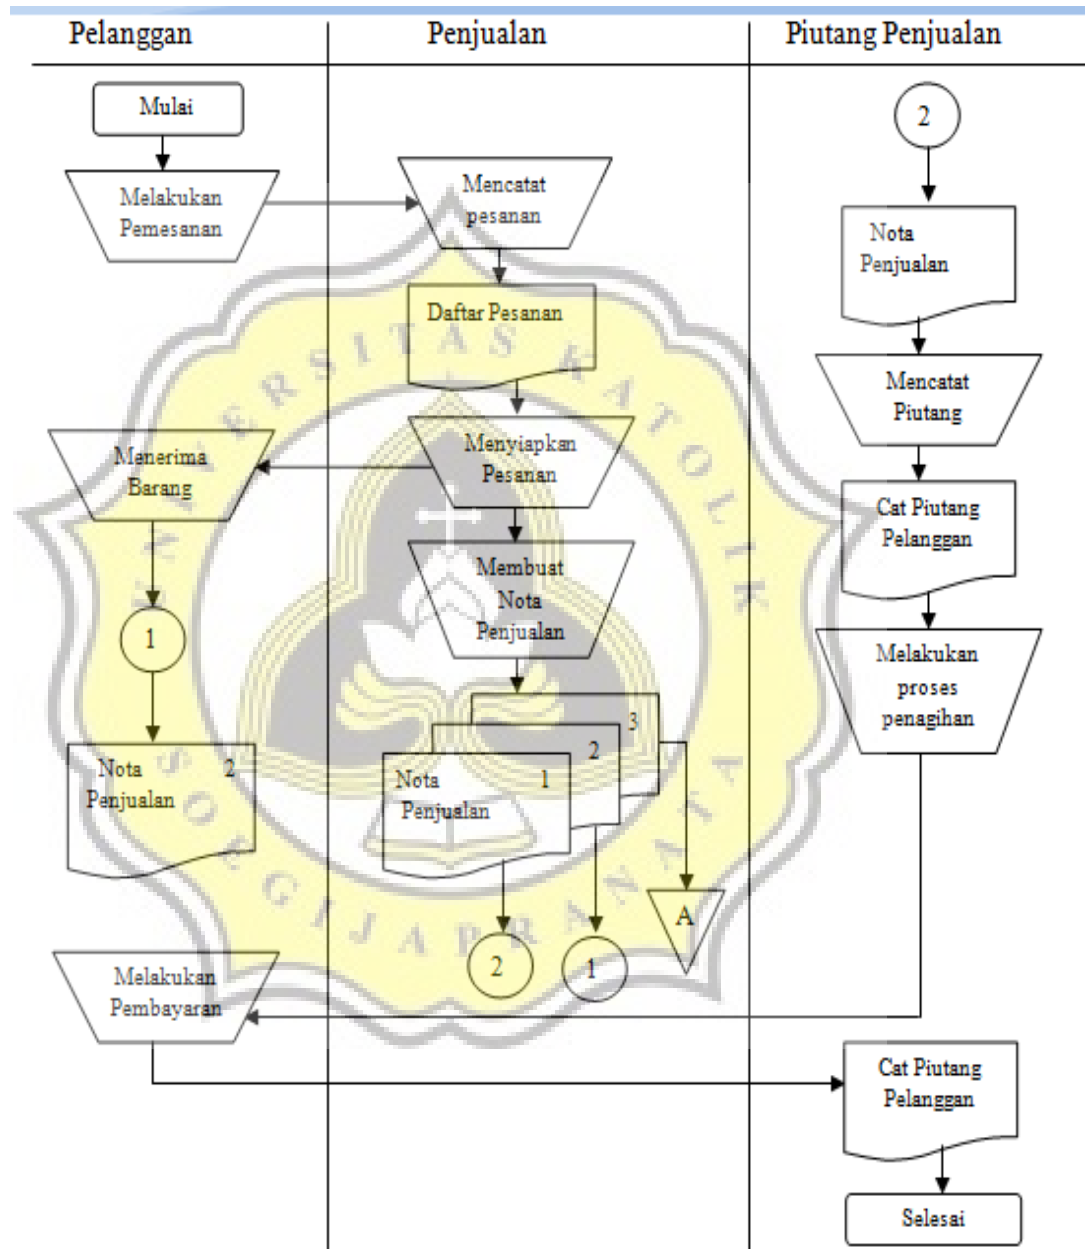 Pelanggan
Penjualan
Piutang Penjualan
Mulai
Melakukan
Pemesanan
Menerima
Barang
1
Nota 2
Penjualan
Melakukan
Pembayaran
Mencatat
pesanan
Daftar Pesanan
Menyiapkan
Pesanan
Membuat
Nota
Penjualan
3
2
Nota 1
Penjualan
2
1
A
2
Nota
Penjualan
Mencatat
Piutang
Cat Piutang
Pelanggan
Melakukan
proses
penagihan
Cat Piutang
Pelanggan
Selesai
UNIVERSITAS KATOLIK
SOEGIJAPRANATA